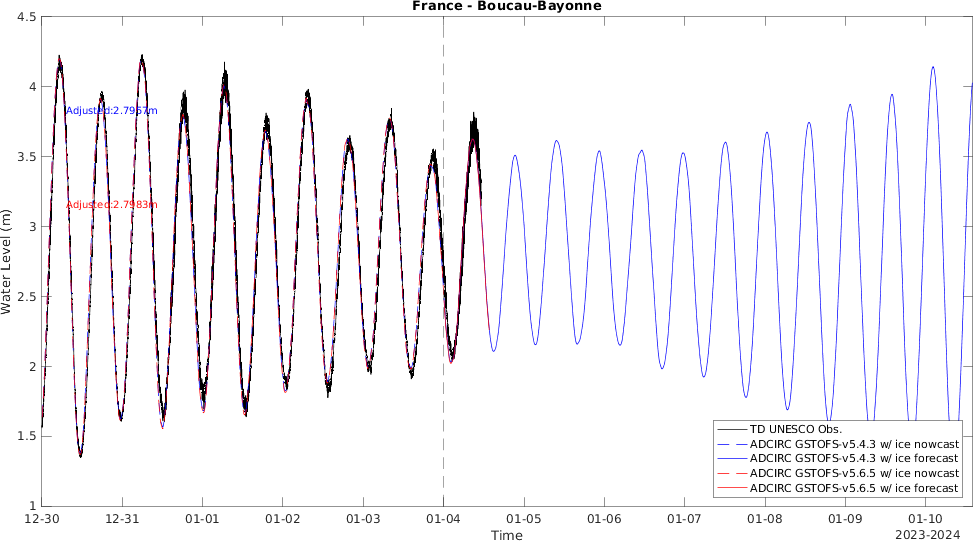 France - Boucau-Bayonne
4.5
4
3.5
3
2.5
2
1.5
1
Water Level (m)
Adjusted:2.7967m
Adjusted:2.7983m
TD UNESCO Obs.
ADCIRC GSTOFS-v5.4.3 w/ ice nowcast
ADCIRC GSTOFS-v5.4.3 w/ ice forecast
ADCIRC GSTOFS-v5.6.5 w/ ice nowcast
ADCIRC GSTOFS-v5.6.5 w/ ice forecast
12-30 12-31 01-01 01-02 01-03 01-04 01-05 01-06 01-07 01-08 01-09 01-10
Time
2023-2024